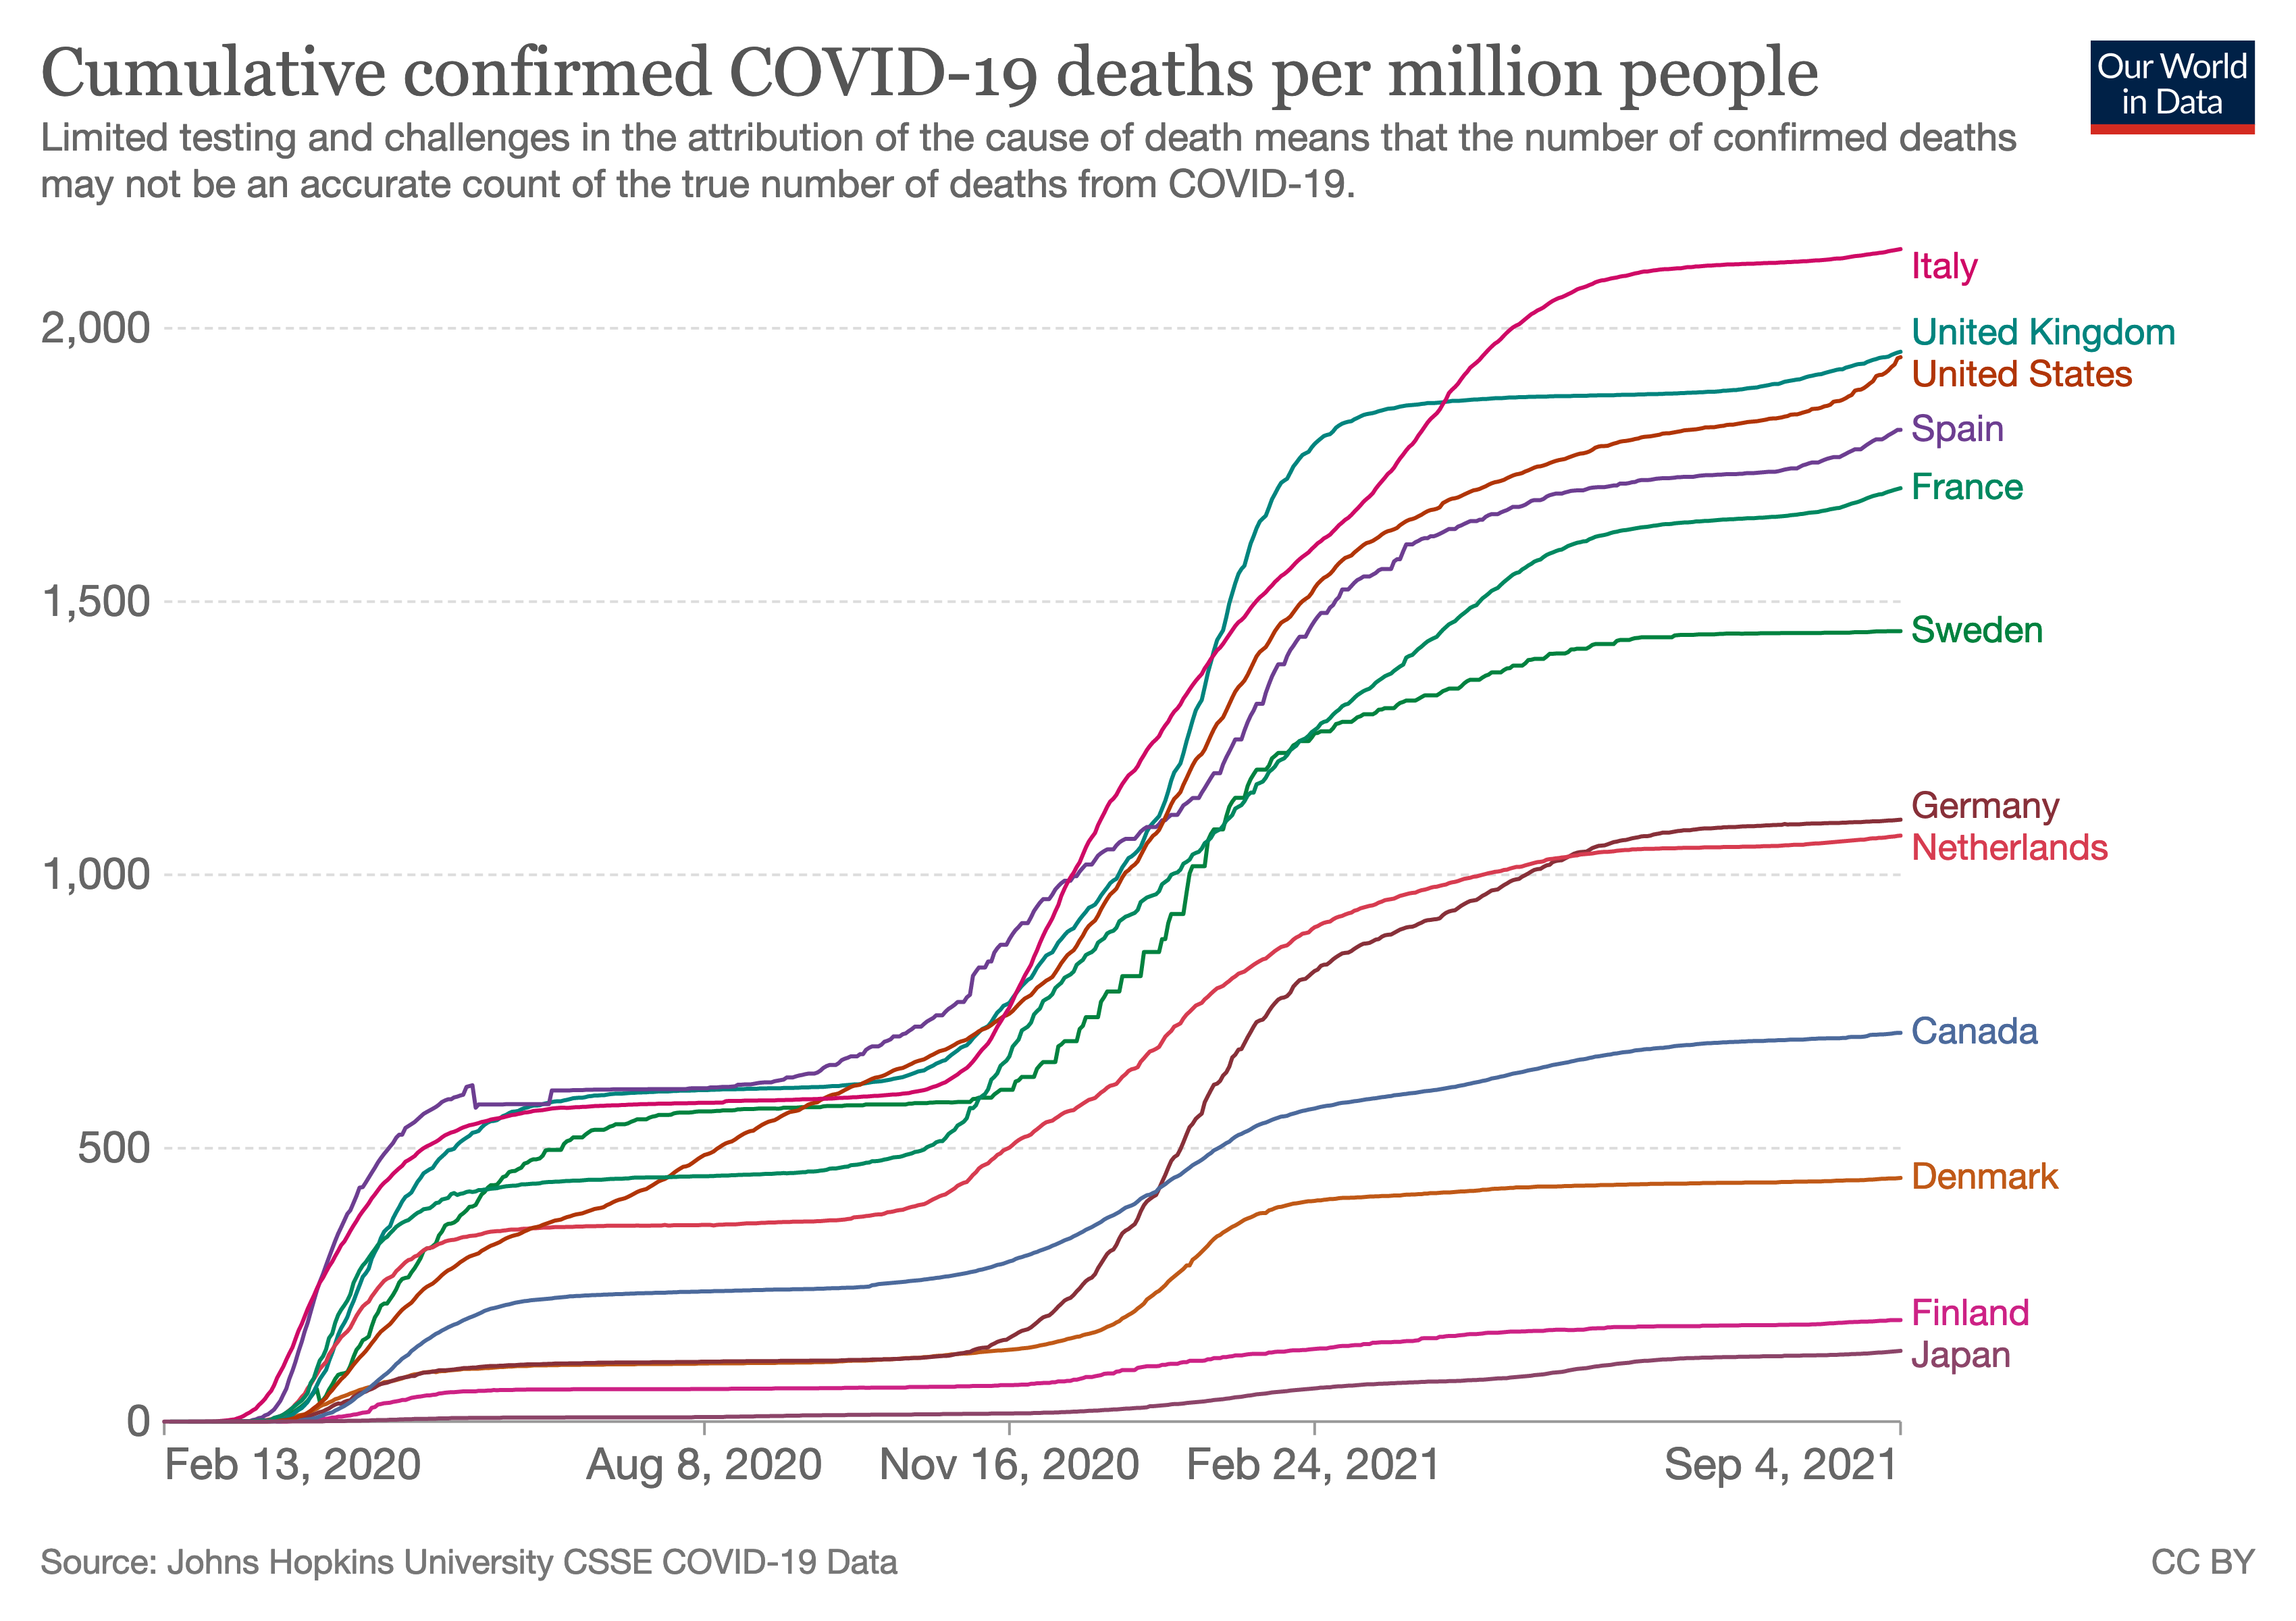 Cumulative confirmed COVID-19 deaths per million people
Our World
in Data
Limited testing and challenges in the attribution of the cause of death means that the number of confirmed deaths
may not be an accurate count of the true number of deaths from COVID-19.
2,000
1,500
1,000
500
0
Italy
United Kingdom
United States
Spain
France
Sweden
Germany
Netherlands
Canada
Denmark
Finland
Japan
Feb 13, 2020
Aug 8, 2020
Nov 16, 2020
Feb 24, 2021
Sep 4, 2021
Source: Johns Hopkins University CSSE COVID-19 Data
CC BY